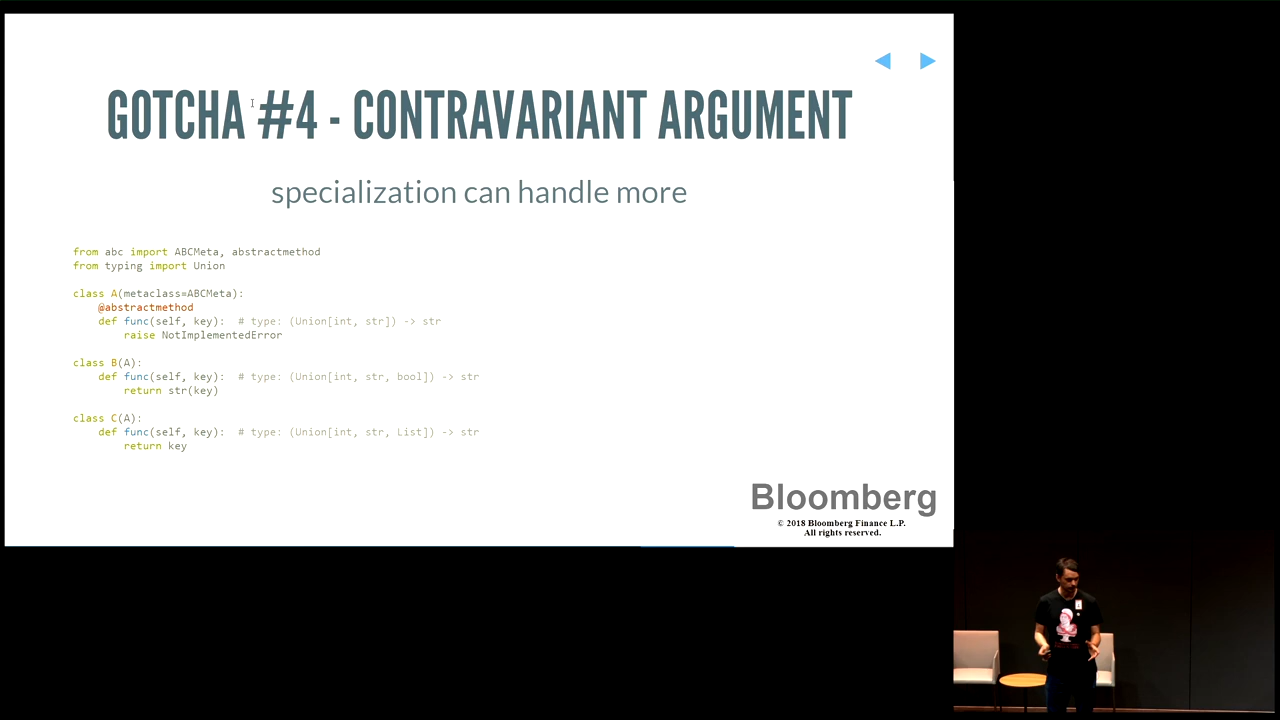 GOTCHA #4 - CONTRAVARIANT ARGUMENT
specialization can handle more
from abc import ABCMeta, abstractmethod
from typing import Union
class A(metaclass=ABCMeta):
    @abstractmethod
    def func(self, key):  # type: (Union[int, str]) -> str
        raise NotImplementedError
class B(A):
    def func(self, key):  # type: (Union[int, str, bool]) -> str
        return str(key)
class C(A):
    def func(self, key):  # type: (Union[int, str, List]) -> str
        return key
Bloomberg
© 2018 Bloomberg Finance L.P.
All rights reserved.